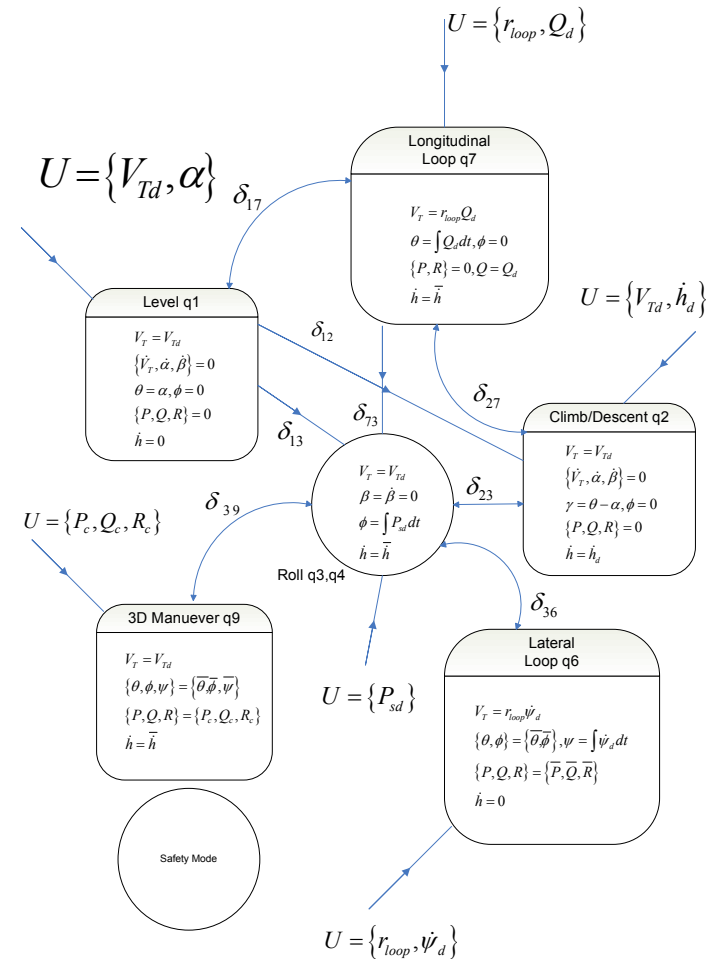 U = {r_loop, Q_d}
Longitudinal
Loop q7
V_T = r_loop Q_d
θ = ∫ Q_d dt, ϕ = 0
{P, R} = 0, Q = Q_d
ḣ = h̄̇
U = {V_Td, α}
δ_17
Level q1
V_T = V_Td
{V̇_T, α̇, β̇} = 0
θ = α, ϕ = 0
{P, Q, R} = 0
ḣ = 0
δ_12
δ_13
δ_73
δ_27
U = {V_Td, ḣ_d}
Climb/Descent q2
V_T = V_Td
{V̇_T, α̇, β̇} = 0
γ = θ − α, ϕ = 0
{P, Q, R} = 0
ḣ = ḣ_d
V_T = V_Td
β = β̇ = 0
ϕ = ∫ P_sd dt
ḣ = h̄̇
Roll q3,q4
δ_23
δ_39
δ_36
U = {P_c, Q_c, R_c}
3D Manuever q9
V_T = V_Td
{θ, ϕ, ψ} = {θ̄, ϕ̄, ψ̄}
{P, Q, R} = {P_c, Q_c, R_c}
ḣ = h̄̇
U = {P_sd}
Lateral
Loop q6
V_T = r_loop ψ̇_d
{θ, ϕ} = {θ̄, ϕ̄}, ψ = ∫ ψ̇_d dt
{P, Q, R} = {P̄, Q̄, R̄}
ḣ = 0
Safety Mode
U = {r_loop, ψ̇_d}